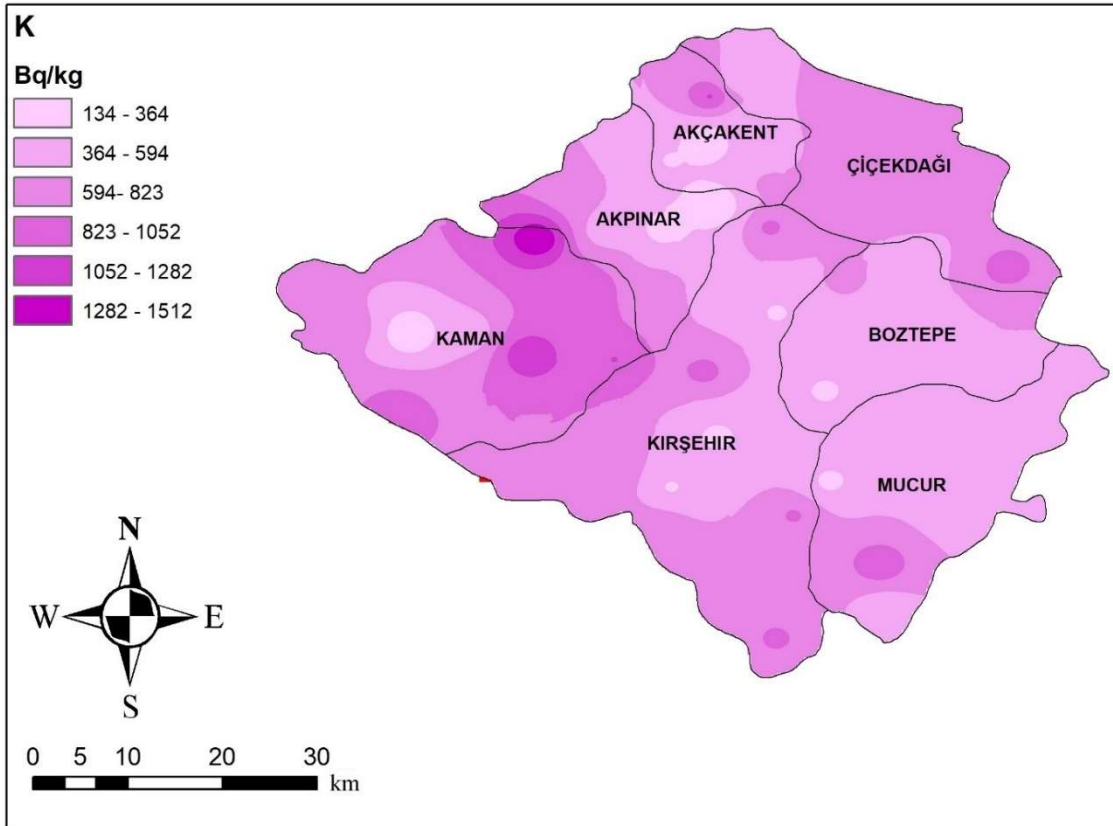 K
Bq/kg
134 - 364
364 - 594
594- 823
823 - 1052
1052 - 1282
1282 - 1512
AKÇAKENT
ÇİÇEKDAĞI
AKPINAR
KAMAN
BOZTEPE
KIRŞEHIR
MUCUR
N
W E
S
0 5 10 20 30
km